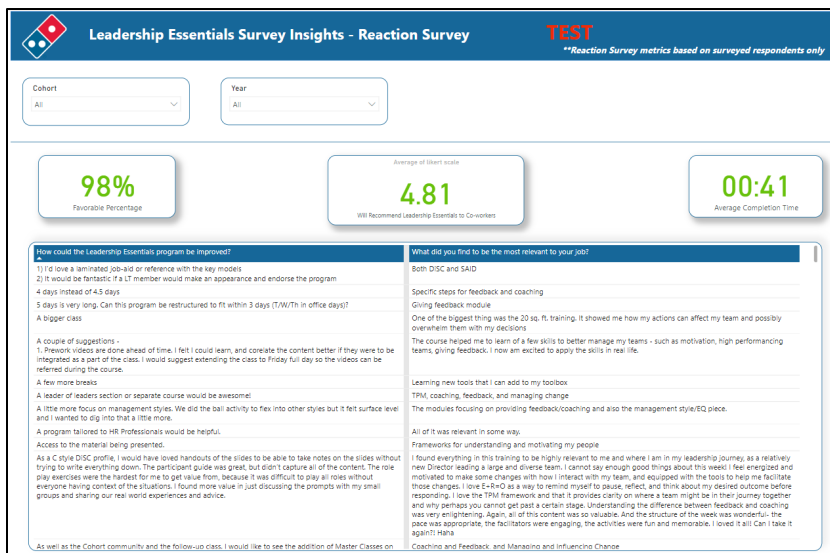 Leadership Essentials Survey Insights - Reaction Survey
TEST
**Reaction Survey metrics based on surveyed respondents only
Cohort
All
Year
All
98%
Favorable Percentage
Average of likert scale
4.81
Will Recommend Leadership Essentials to Co-workers
00:41
Average Completion Time
How could the Leadership Essentials program be improved?
What did you find to be the most relevant to your job?
1) I'd love a laminated job-aid or reference with the key models
2) It would be fantastic if a LT member would make an appearance and endorse the program
Both DISC and SAID
4 days instead of 4.5 days
Specific steps for feedback and coaching
5 days is very long. Can this program be restructured to fit within 3 days (T/W/Th in office days)?
Giving feedback module
A bigger class
One of the biggest thing was the 20 sq. ft. training. It showed me how my actions can affect my team and possibly
overwhelm them with my decisions
A couple of suggestions -
1. Prework videos are done ahead of time. I felt I could learn, and corelate the content better if they were to be
integrated as a part of the class. I would suggest extending the class to Friday full day so the videos can be
referred during the course.
The course helped me to learn of a few skills to better manage my teams - such as motivation, high performancing
teams, giving feedback. I now am excited to apply the skills in real life.
A few more breaks
Learning new tools that I can add to my toolbox
A leader of leaders section or separate course would be awesome!
TPM, coaching, feedback, and managing change
A little more focus on management styles. We did the ball activity to flex into other styles but it felt surface level
and I wanted to dig into that a little more.
The modules focusing on providing feedback/coaching and also the management style/EQ piece.
A program tailored to HR Professionals would be helpful.
All of it was relevant in some way.
Access to the material being presented.
Frameworks for understanding and motivating my people
As a C style DISC profile, I would have loved handouts of the slides to be able to take notes on the slides without
trying to write everything down. The participant guide was great, but didn't capture all of the content. The role
play exercises were the hardest for me to get value from, because it was difficult to play all roles without
everyone having context of the situations. I found more value in just discussing the prompts with my small
groups and sharing our real world experiences and advice.
I found everything in this training to be highly relevant to me and where I am in my leadership journey, as a relatively
new Director leading a large and diverse team. I cannot say enough good things about this week! I feel energized and
motivated to make some changes with how I interact with my team, and equipped with the tools to help me facilitate
those changes. I love E+R=O as a way to remind myself to pause, reflect, and think about my desired outcome before
responding. I love the TPM framework and that it provides clarity on where a team might be in their journey together
and why perhaps you cannot get past a certain stage. Understanding the difference between feedback and coaching
was very enlightening. Again, all of this content was so valuable. And the structure of the week was wonderful- the
pace was appropriate, the facilitators were engaging, the activities were fun and memorable. I loved it all! Can I take it
again?! Haha
As well as the Cohort community and the follow-up class, I would like to see the addition of Master Classes on
Coaching and Feedback, and Managing and Influencing Change